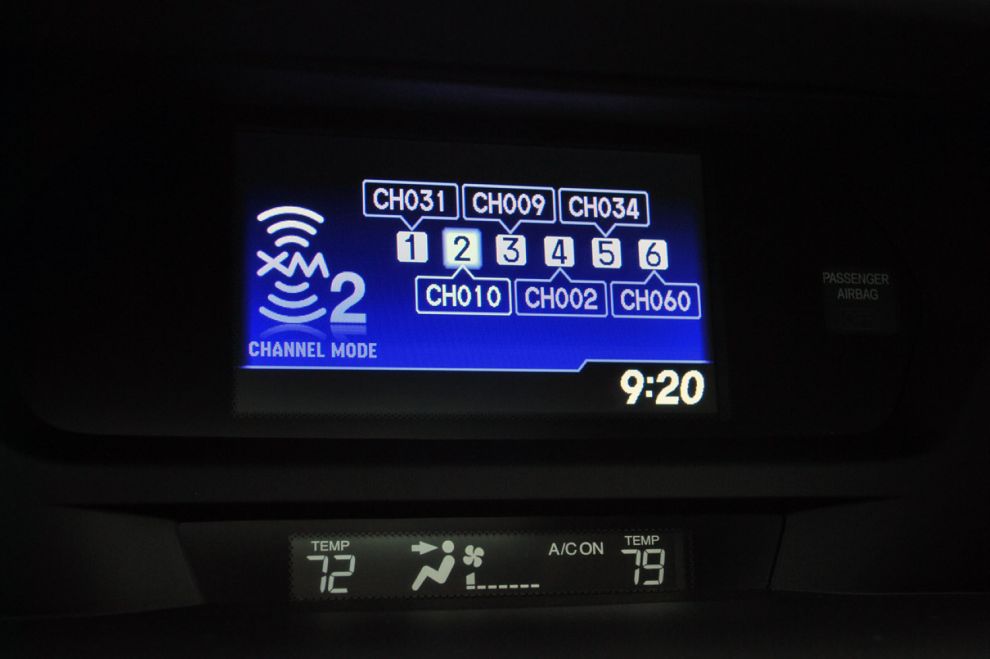 CH031 CH009 CH034
1 2 3 4 5 6
CH010 CH002 CH060
XM 2
CHANNEL MODE
9:20
PASSENGER
AIRBAG
TEMP
72
A/C ON
TEMP
79